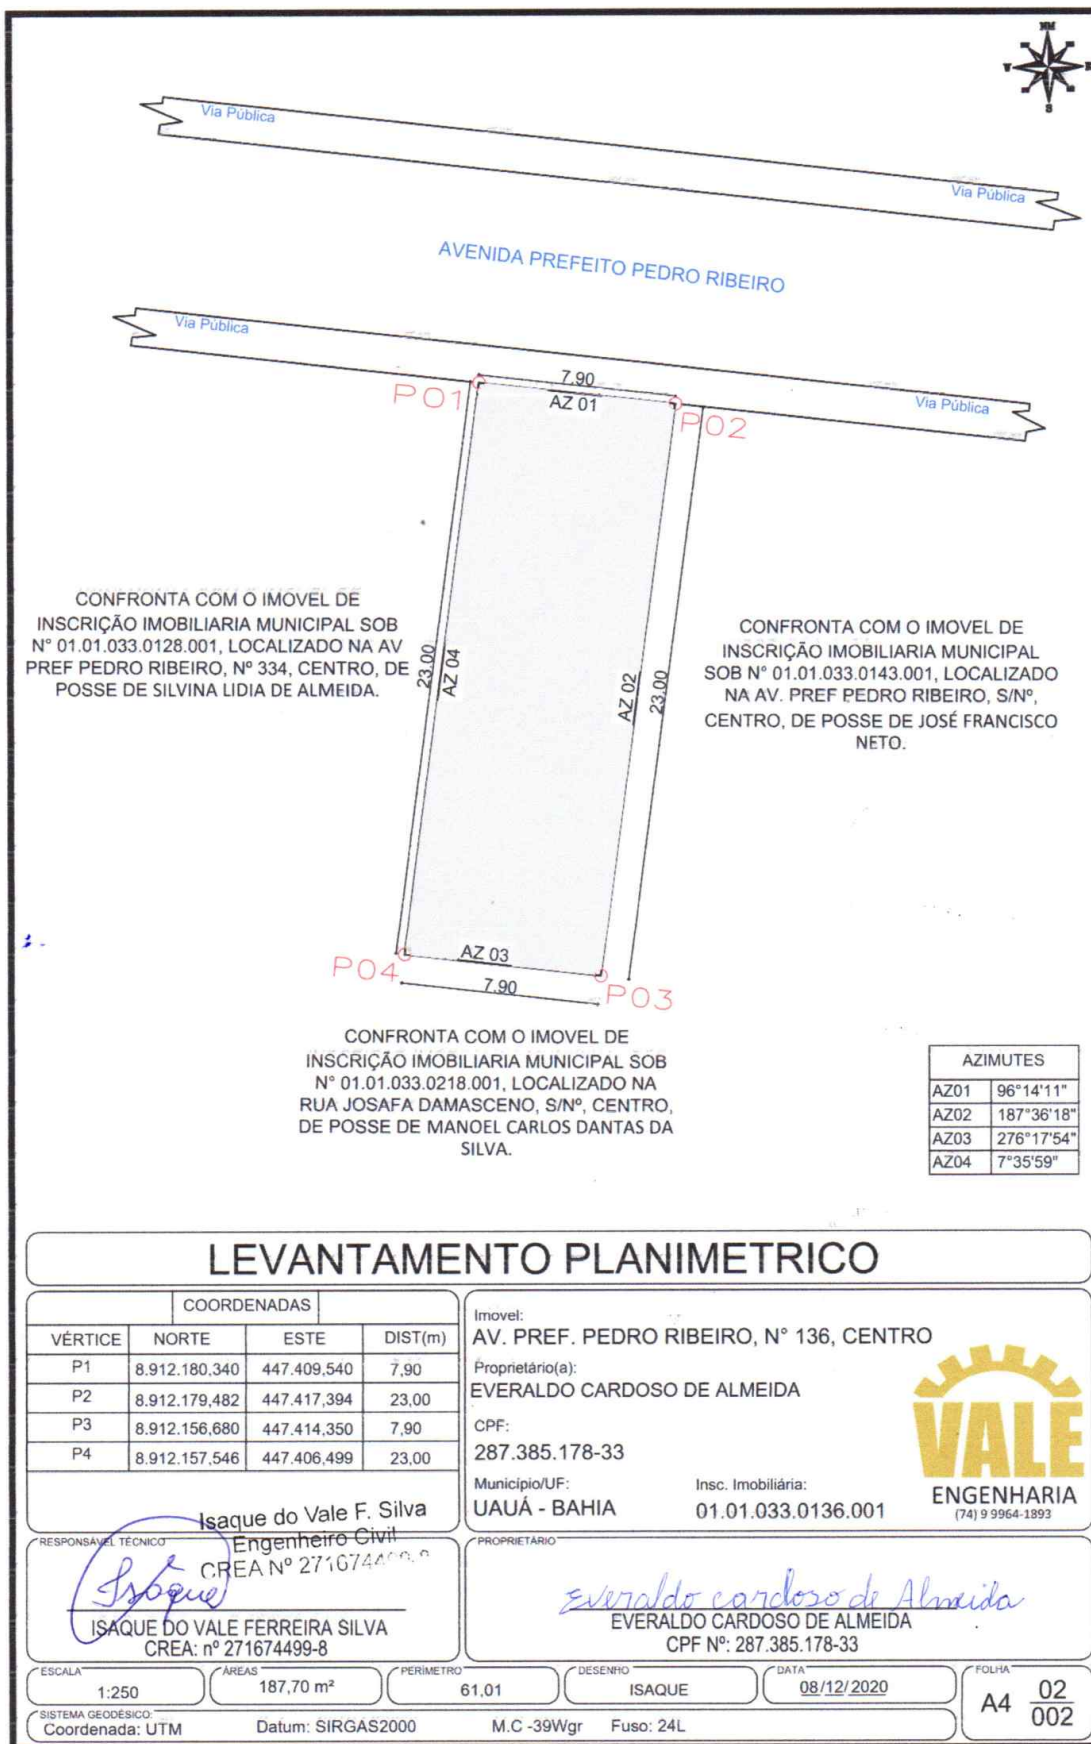 NM
V
E
S
Via Pública
Via Pública
AVENIDA PREFEITO PEDRO RIBEIRO
Via Pública
Via Pública
7.90
AZ 01
P01
P02
CONFRONTA COM O IMOVEL DE
INSCRIÇÃO IMOBILIARIA MUNICIPAL SOB
N° 01.01.033.0128.001, LOCALIZADO NA AV
PREF PEDRO RIBEIRO, Nº 334, CENTRO, DE
POSSE DE SILVINA LIDIA DE ALMEIDA.
23.00
AZ 04
AZ 02
23.00
CONFRONTA COM O IMOVEL DE
INSCRIÇÃO IMOBILIARIA MUNICIPAL
SOB N° 01.01.033.0143.001, LOCALIZADO
NA AV. PREF PEDRO RIBEIRO, S/Nº,
CENTRO, DE POSSE DE JOSÉ FRANCISCO
NETO.
P04
AZ 03
7.90
P03
CONFRONTA COM O IMOVEL DE
INSCRIÇÃO IMOBILIARIA MUNICIPAL SOB
N° 01.01.033.0218.001, LOCALIZADO NA
RUA JOSAFA DAMASCENO, S/Nº, CENTRO,
DE POSSE DE MANOEL CARLOS DANTAS DA
SILVA.
AZIMUTES
AZ01 96°14'11"
AZ02 187°36'18"
AZ03 276°17'54"
AZ04 7°35'59"
LEVANTAMENTO PLANIMETRICO
COORDENADAS
VÉRTICE NORTE ESTE DIST(m)
P1 8.912.180,340 447.409,540 7,90
P2 8.912.179,482 447.417,394 23,00
P3 8.912.156,680 447.414,350 7,90
P4 8.912.157,546 447.406,499 23,00
Imovel:
AV. PREF. PEDRO RIBEIRO, N° 136, CENTRO
Proprietário(a):
EVERALDO CARDOSO DE ALMEIDA
CPF:
287.385.178-33
Município/UF: Insc. Imobiliária:
UAUÁ - BAHIA 01.01.033.0136.001
VALE
ENGENHARIA
(74) 9 9964-1893
Isaque do Vale F. Silva
Engenheiro Civil
CREA Nº 271674499-8
RESPONSÁVEL TÉCNICO
Isaque
ISAQUE DO VALE FERREIRA SILVA
CREA: nº 271674499-8
PROPRIETÁRIO
Everaldo cardoso de Almeida
EVERALDO CARDOSO DE ALMEIDA
CPF Nº: 287.385.178-33
ESCALA
1:250
ÁREAS
187,70 m²
PERÍMETRO
61,01
DESENHO
ISAQUE
DATA
08/12/2020
FOLHA
A4 02
002
SISTEMA GEODÉSICO:
Coordenada: UTM Datum: SIRGAS2000 M.C -39Wgr Fuso: 24L